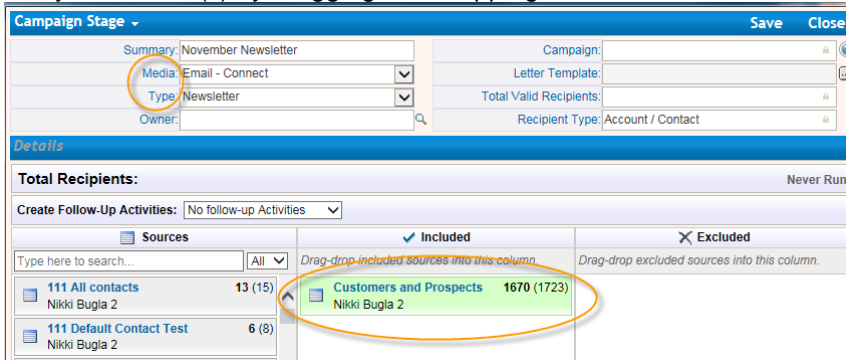 Campaign Stage Save Close
Summary: November Newsletter Campaign:
Media: Email - Connect Letter Template:
Type: Newsletter Total Valid Recipients:
Owner: Recipient Type: Account / Contact
Details
Total Recipients: Never Run
Create Follow-Up Activities: No follow-up Activities
Sources Included Excluded
Type here to search... All Drag-drop included sources into this column. Drag-drop excluded sources into this column.
111 All contacts 13 (15) Customers and Prospects 1670 (1723)
Nikki Bugla 2 Nikki Bugla 2
111 Default Contact Test 6 (8)
Nikki Bugla 2